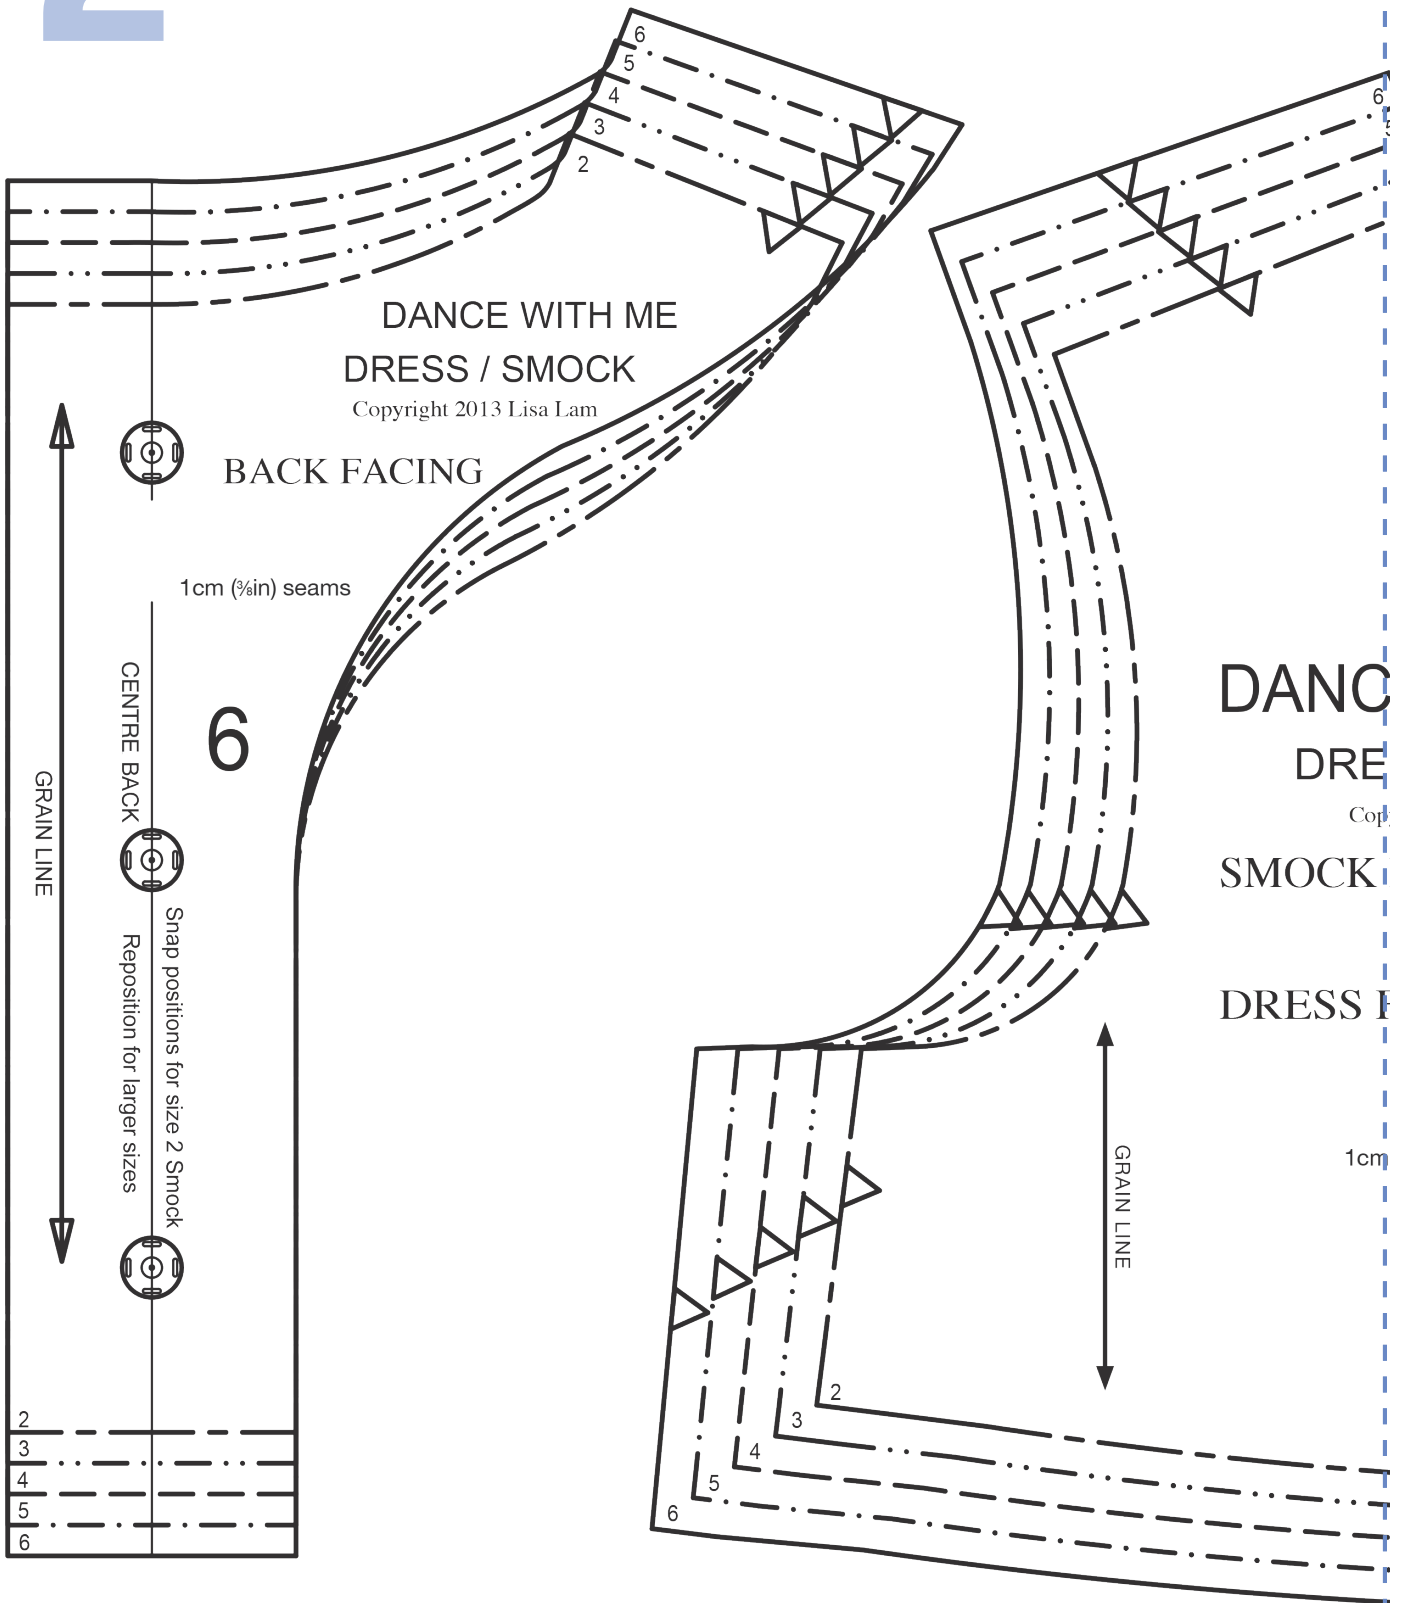 6
5
4
3
2
6
DANCE WITH ME
DRESS / SMOCK
Copyright 2013 Lisa Lam
BACK FACING
1cm (⅜in) seams
CENTRE BACK
6
GRAIN LINE
Snap positions for size 2 Smock
Reposition for larger sizes
2
3
4
5
6
DANC
DRE
Cop
SMOCK
DRESS
GRAIN LINE
1cm
2
3
4
5
6